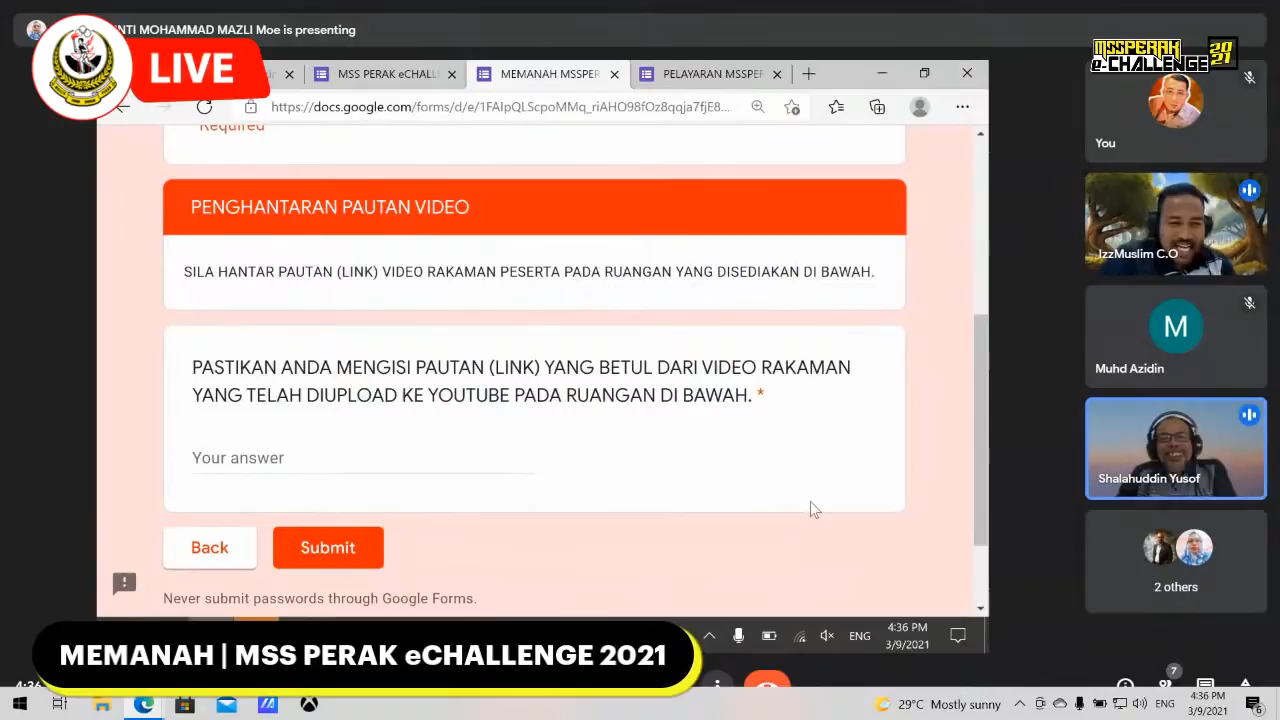 NTI MOHAMMAD MAZLI Moe is presenting
LIVE
MSSPERAK
e-CHALLENGE
2021
MSS PERAK eCHALL
MEMANAH MSSPER
PELAYARAN MSSPEF
https://docs.google.com/forms/d/e/1FAIpQLScpoMMq_riAHO98fOz8qqja7fjE8...
Required
PENGHANTARAN PAUTAN VIDEO
SILA HANTAR PAUTAN (LINK) VIDEO RAKAMAN PESERTA PADA RUANGAN YANG DISEDIAKAN DI BAWAH.
PASTIKAN ANDA MENGISI PAUTAN (LINK) YANG BETUL DARI VIDEO RAKAMAN
YANG TELAH DIUPLOAD KE YOUTUBE PADA RUANGAN DI BAWAH. *
Your answer
Back
Submit
Never submit passwords through Google Forms.
You
IzzMuslim C.O
M
Muhd Azidin
Shalahuddin Yusof
2 others
ENG
4:36 PM
3/9/2021
MEMANAH | MSS PERAK eCHALLENGE 2021
7
29°C Mostly sunny
ENG
4:36 PM
3/9/2021
6